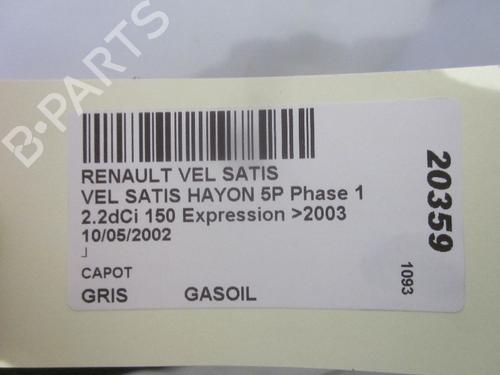 B-PARTS
RENAULT VEL SATIS
VEL SATIS HAYON 5P Phase 1
2.2dCi 150 Expression >2003
10/05/2002
CAPOT
GRIS GASOIL
20359
1093